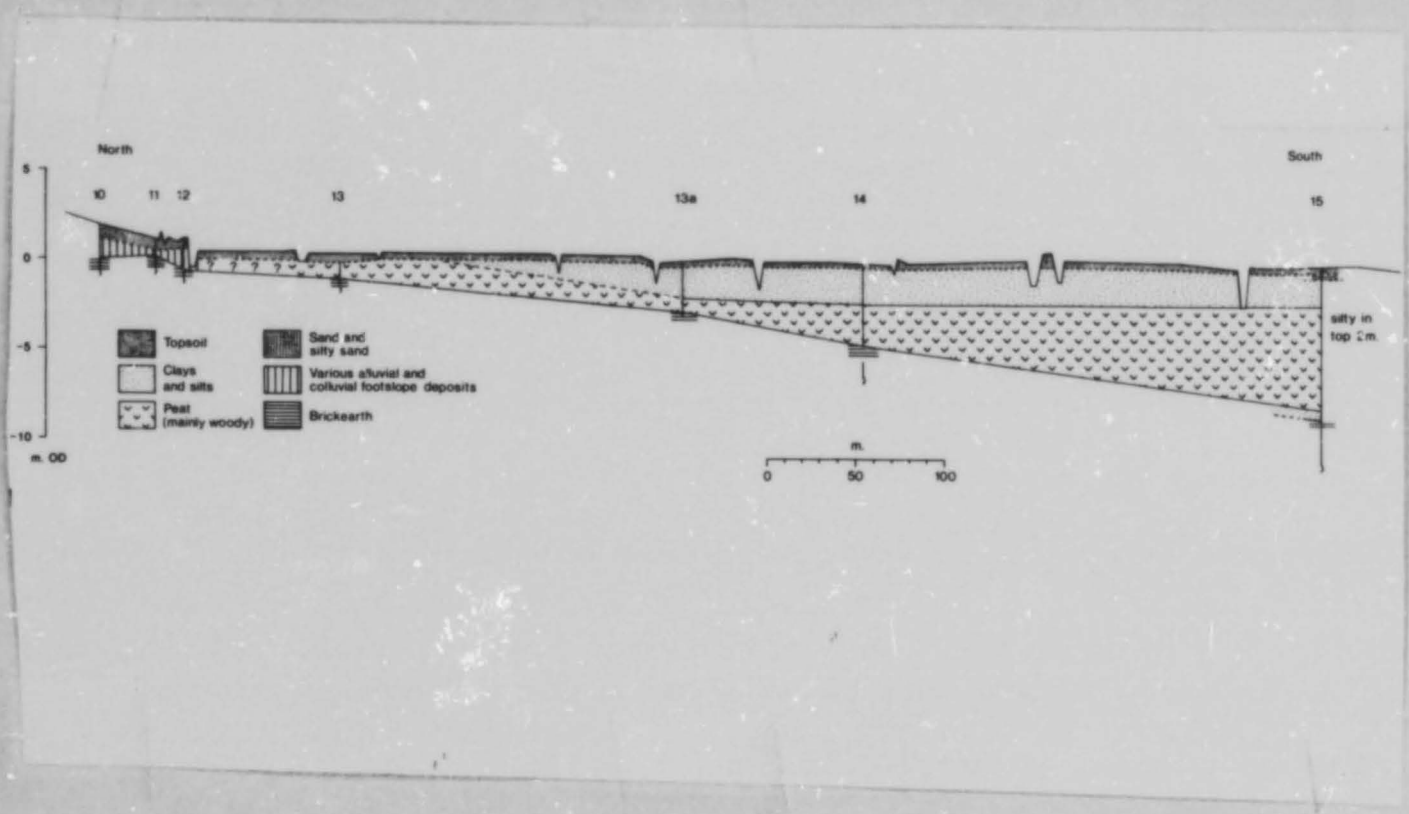 North
South
5
10
11
12
13
13a
14
15
0
? ? ? ?
-5
-10
m. OD
silty in
top 2m.
Topsoil
Clays
and silts
Peat
(mainly woody)
Sand and
silty sand
Various alluvial and
colluvial footslope deposits
Brickearth
m.
0 50 100